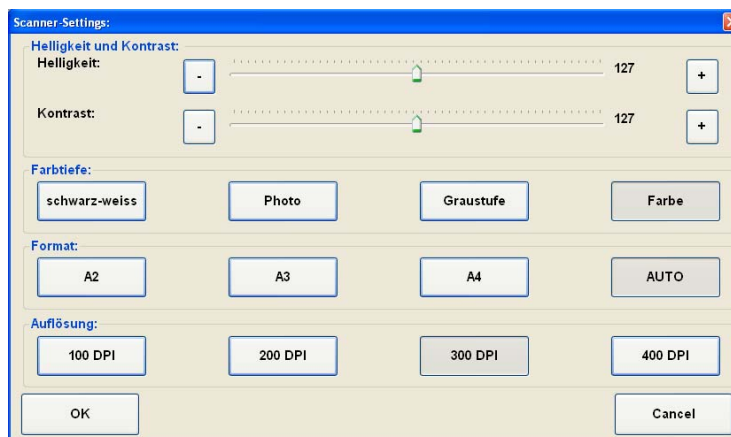 Scanner-Settings:
Helligkeit und Kontrast:
Helligkeit: - 127 +
Kontrast: - 127 +
Farbtiefe:
schwarz-weiss Photo Graustufe Farbe
Format:
A2 A3 A4 AUTO
Auflösung:
100 DPI 200 DPI 300 DPI 400 DPI
OK Cancel